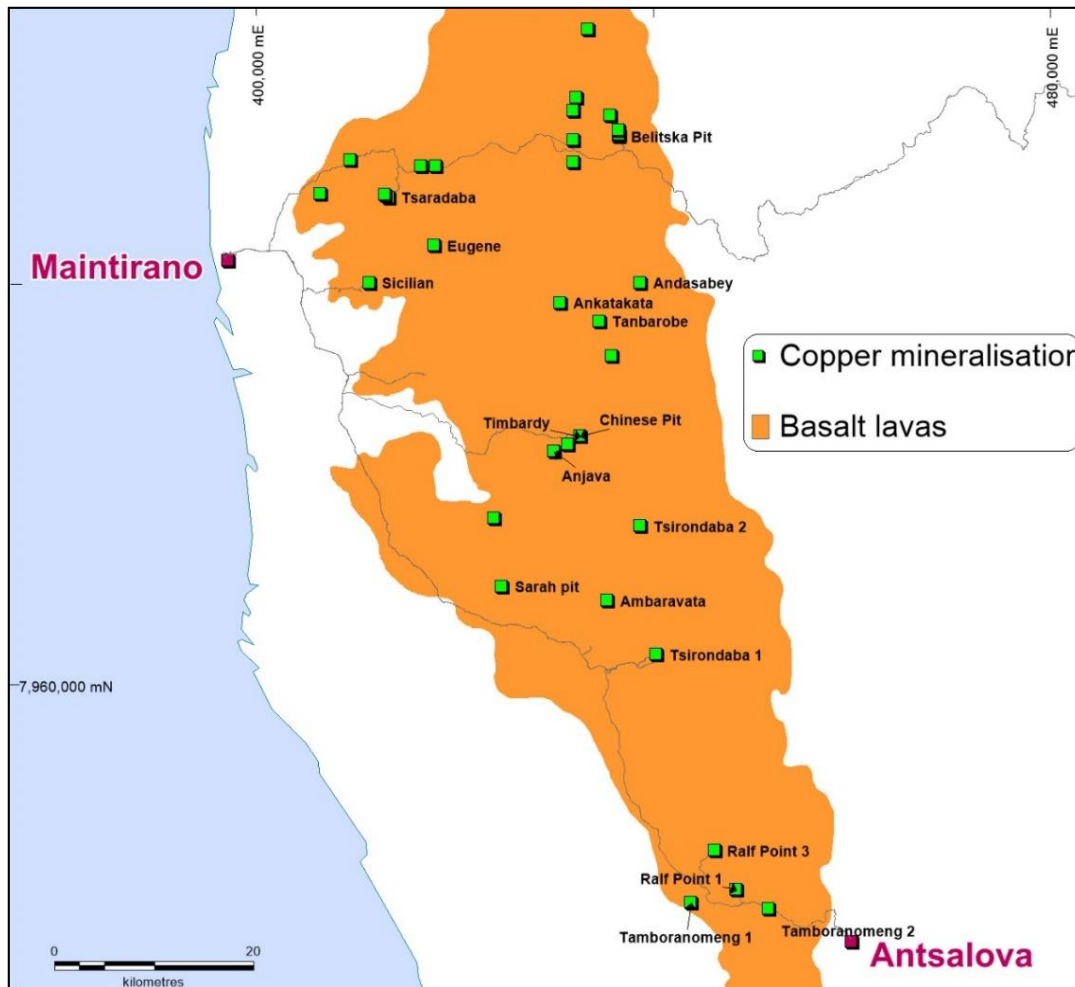 400,000 mE
480,000 mE
Belitska Pit
Tsaradaba
Eugene
Maintirano
Sicilian
Andasabey
Ankatakata
Tanbarobe
Copper mineralisation
Basalt lavas
Timbardy
Chinese Pit
Anjava
Tsirondaba 2
Sarah pit
Ambaravata
Tsirondaba 1
7,960,000 mN
Ralf Point 3
Ralf Point 1
Tamboranomeng 1
Tamboranomeng 2
Antsalova
0
20
kilometres